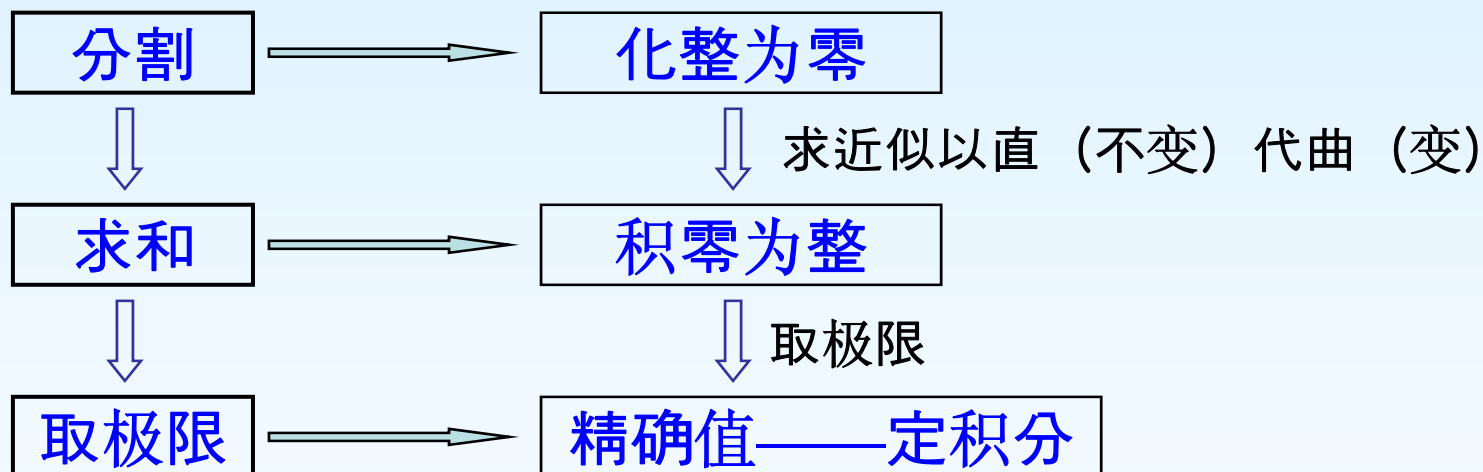 分割 化整为零
求近似以直（不变）代曲（变）
求和 积零为整
取极限
取极限 精确值——定积分